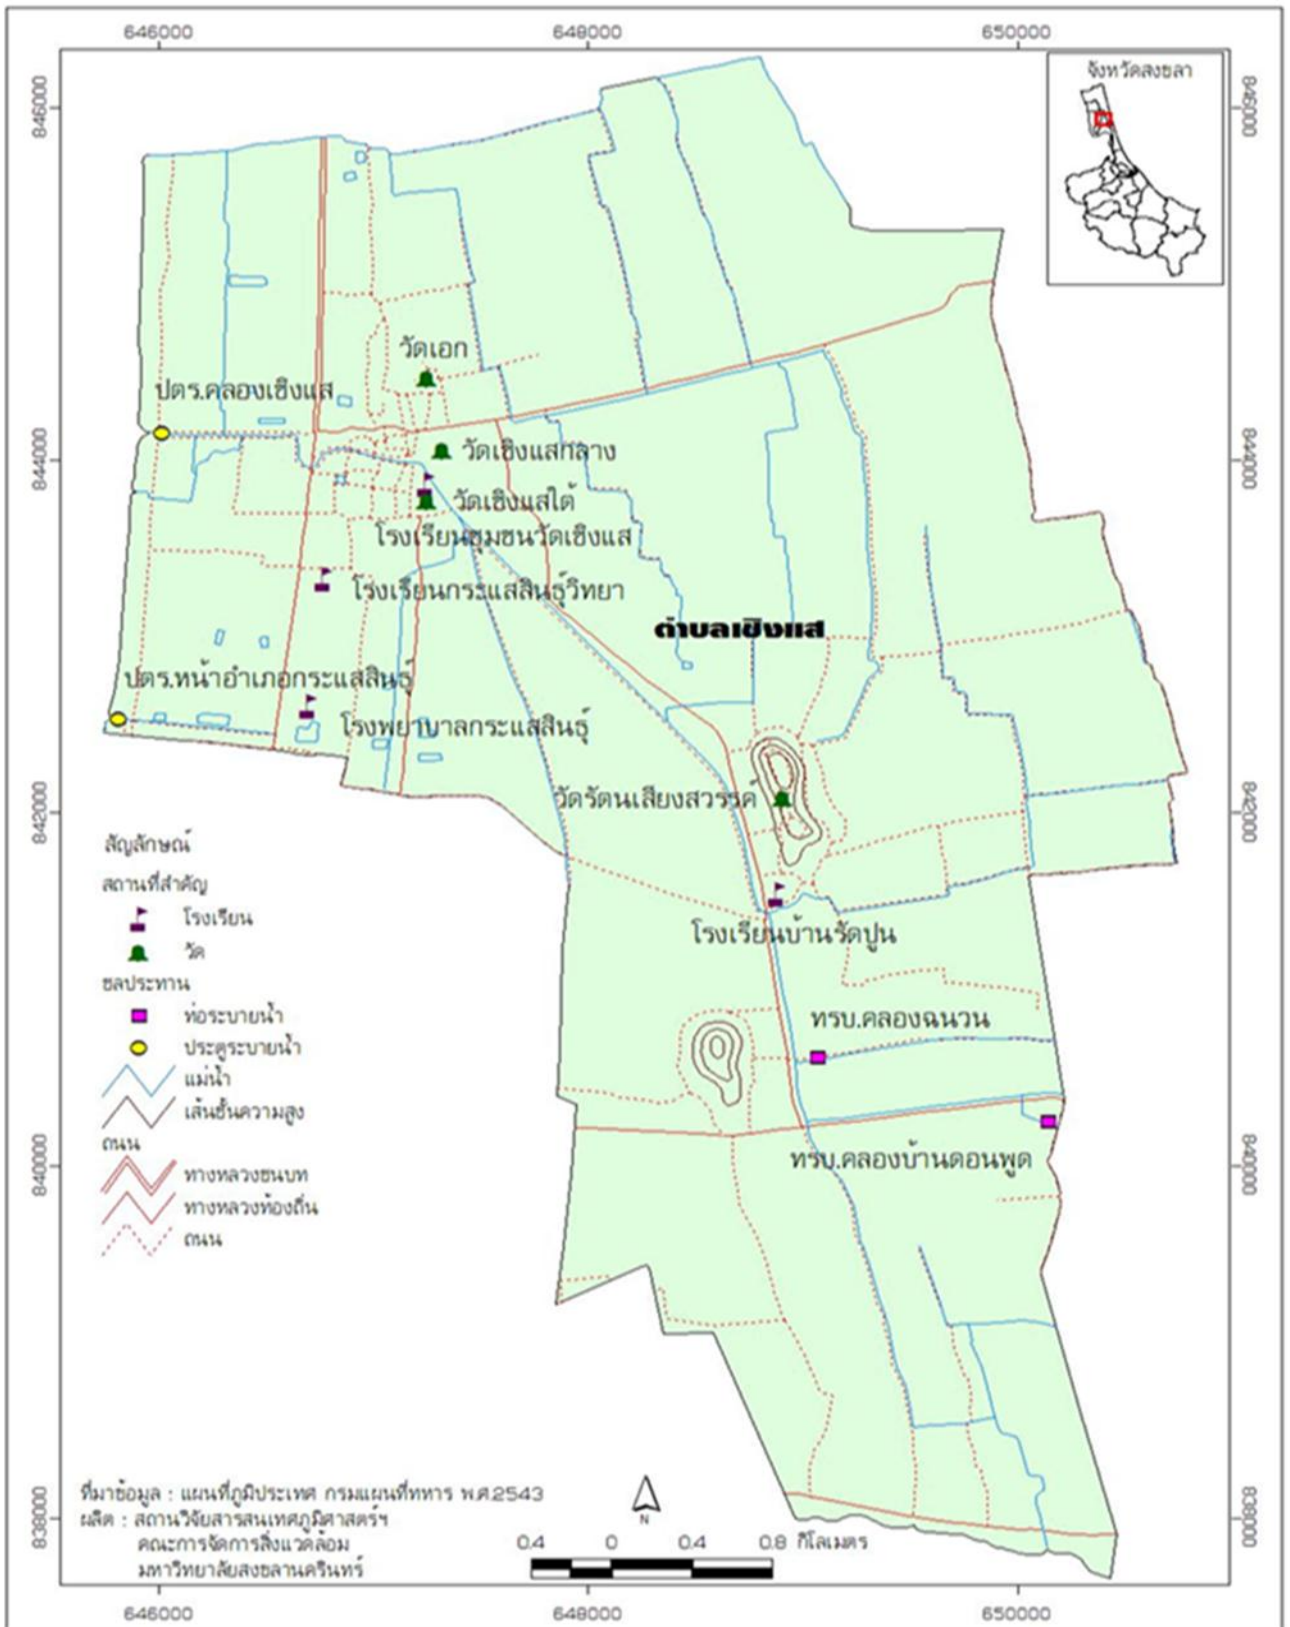 646000
648000
650000
จังหวัดสงขลา
846000
846000
วัดเอก
ปตร.คลองเชิงแส
844000
844000
วัดเชิงแสกลาง
วัดเชิงแสใต้
โรงเรียนชุมชนวัดเชิงแส
โรงเรียนกระแสสินธุ์วิทยา
ตำบลเชิงแส
ปตร.หน้าอำเภอกระแสสินธุ์
โรงพยาบาลกระแสสินธุ์
วัดรัตนเสียงสวรรค์
842000
842000
สัญลักษณ์
สถานที่สำคัญ
โรงเรียน
วัด
ชลประทาน
ท่อระบายน้ำ
ประตูระบายน้ำ
แม่น้ำ
เส้นชั้นความสูง
ถนน
ทางหลวงชนบท
ทางหลวงท้องถิ่น
ถนน
โรงเรียนบ้านรัดปูน
ทรบ.คลองฉนวน
840000
840000
ทรบ.คลองบ้านดอนพูด
ที่มาข้อมูล : แผนที่ภูมิประเทศ กรมแผนที่ทหาร พ.ศ.2543
ผลิต : สถานวิจัยสารสนเทศภูมิศาสตร์ฯ
คณะการจัดการสิ่งแวดล้อม
มหาวิทยาลัยสงขลานครินทร์
N
0.4 0 0.4 0.8 กิโลเมตร
838000
838000
646000
648000
650000